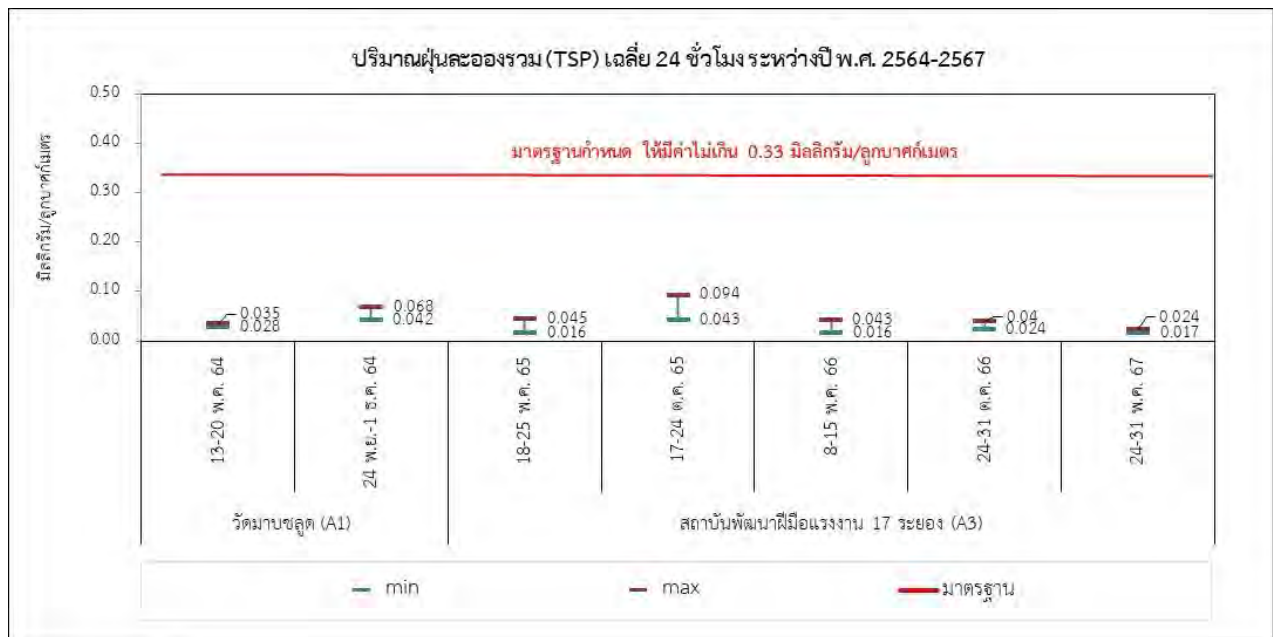 ปริมาณฝุ่นละอองรวม (TSP) เฉลี่ย 24 ชั่วโมง ระหว่างปี พ.ศ. 2564-2567
มิลลิกรัม/ลูกบาศก์เมตร
0.50
0.40
0.30
0.20
0.10
0.00
มาตรฐานกำหนด ให้มีค่าไม่เกิน 0.33 มิลลิกรัม/ลูกบาศก์เมตร
0.035
0.028
0.068
0.042
0.045
0.016
0.094
0.043
0.043
0.016
0.04
0.024
0.024
0.017
13-20 พ.ค. 64
24 พ.ย.-1 ธ.ค. 64
18-25 พ.ค. 65
17-24 ต.ค. 65
8-15 พ.ค. 66
24-31 ต.ค. 66
24-31 พ.ค. 67
วัดมาบชลูด (A1)
สถาบันพัฒนาฝีมือแรงงาน 17 ระยอง (A3)
min
max
มาตรฐาน